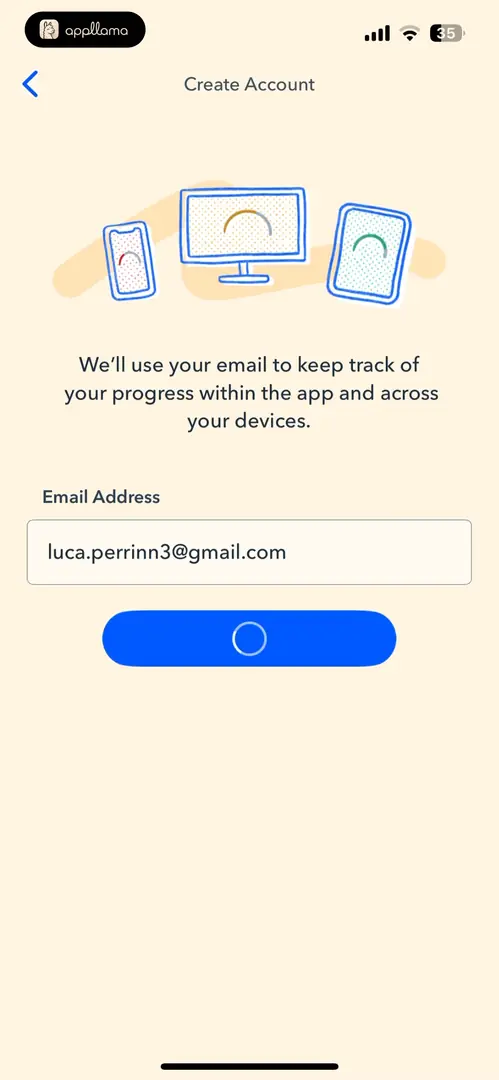 appllama
35
Create Account
We’ll use your email to keep track of
your progress within the app and across
your devices.
Email Address
luca.perrinn3@gmail.com